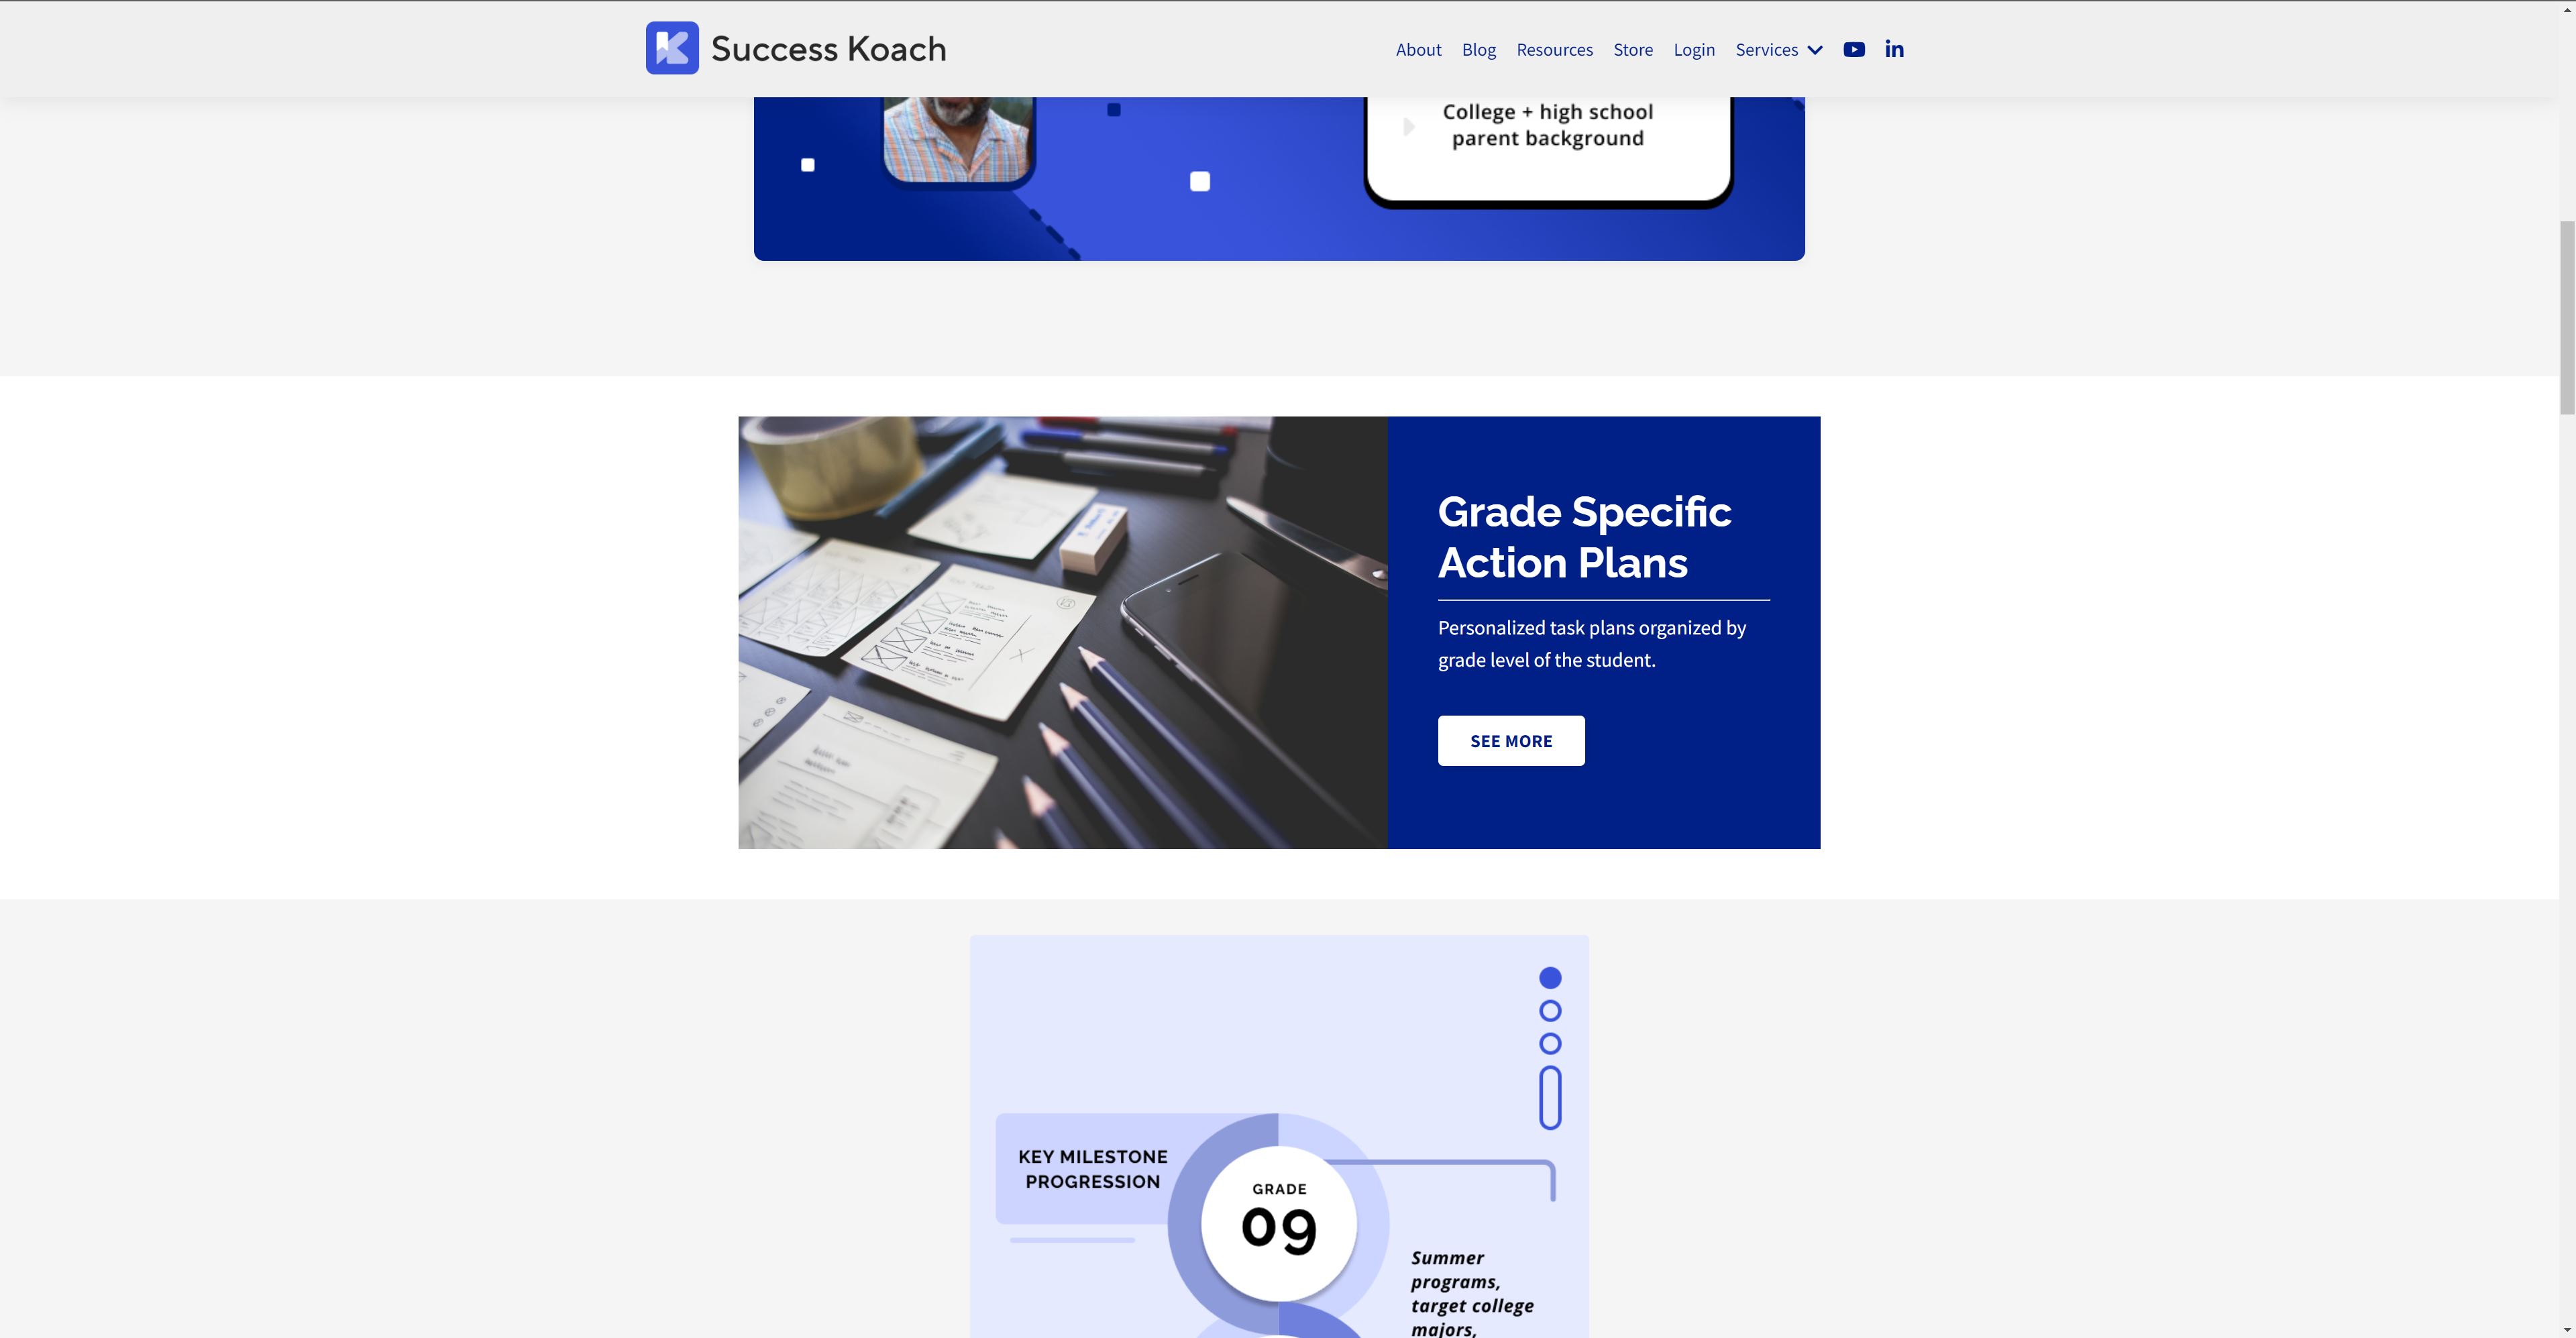 Success Koach
About Blog Resources Store Login Services
College + high school
parent background
Grade Specific
Action Plans
Personalized task plans organized by
grade level of the student.
SEE MORE
KEY MILESTONE
PROGRESSION
GRADE
09
Summer
programs,
target college
majors,